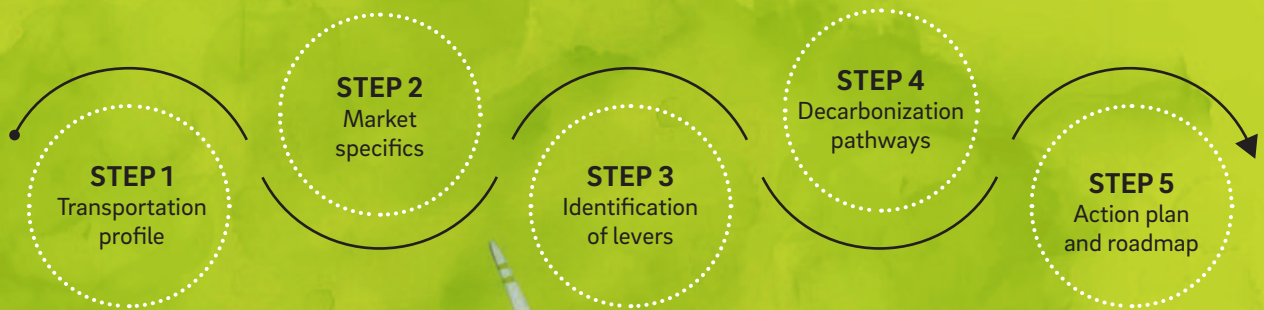 STEP 1
Transportation
profile
STEP 2
Market
specifics
STEP 3
Identification
of levers
STEP 4
Decarbonization
pathways
STEP 5
Action plan
and roadmap